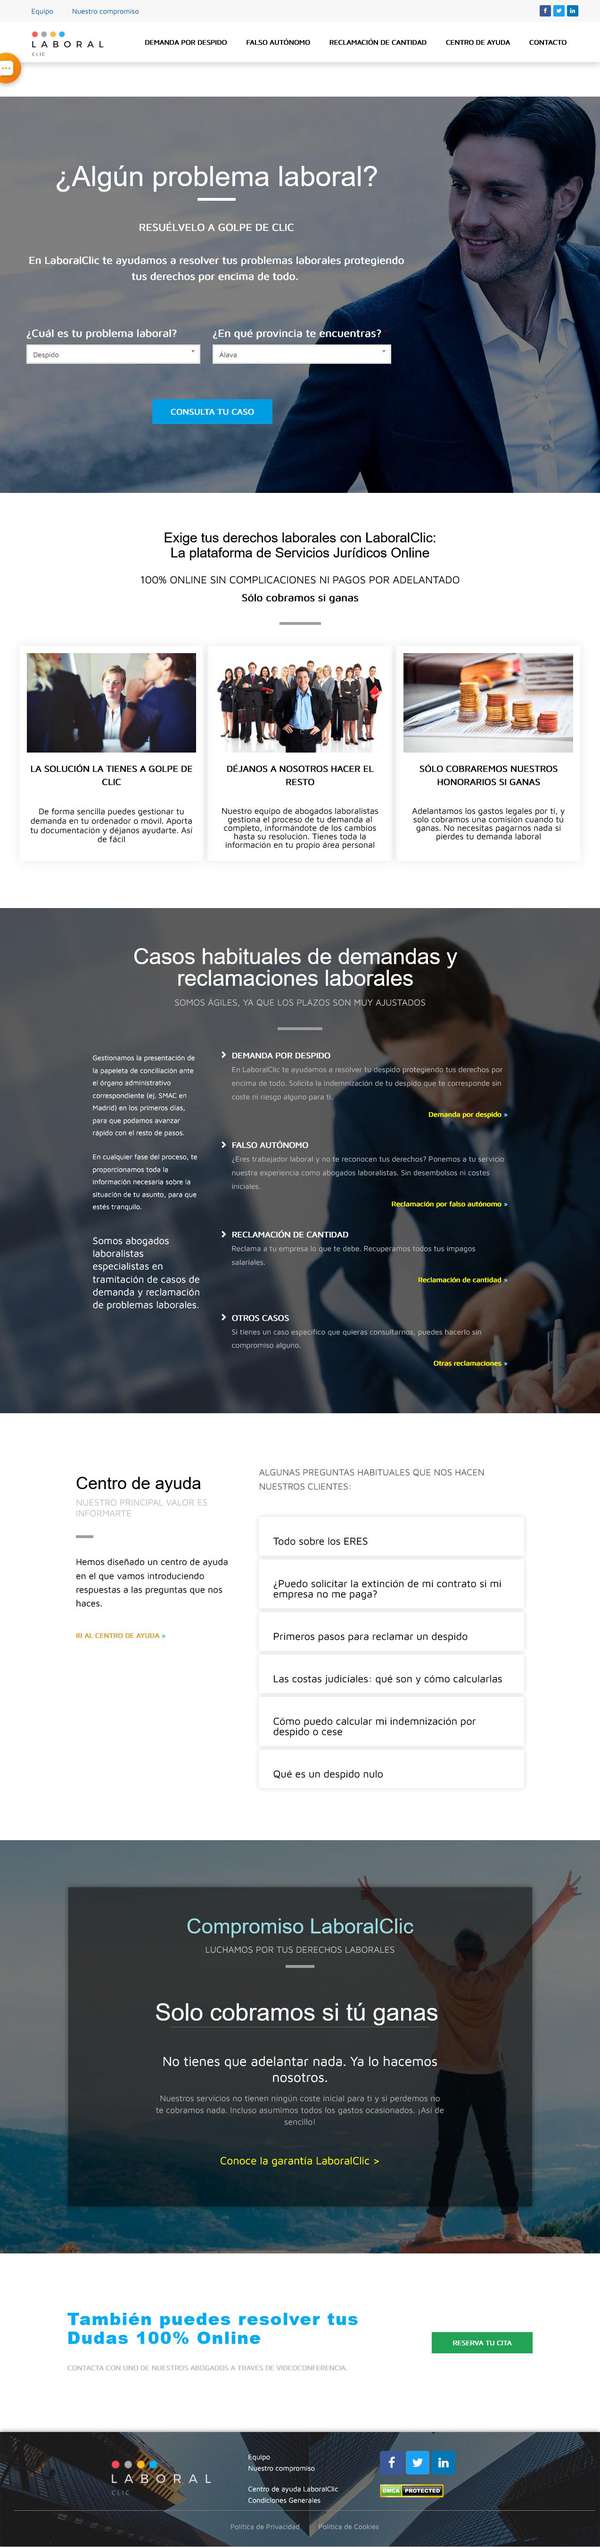 Equipo
Nuestro compromiso
LABORAL
CLIC
DEMANDA POR DESPIDO
FALSO AUTÓNOMO
RECLAMACIÓN DE CANTIDAD
CENTRO DE AYUDA
CONTACTO
¿Algún problema laboral?
RESUÉLVELO A GOLPE DE CLIC
En LaboralClic te ayudamos a resolver tus problemas laborales protegiendo
tus derechos por encima de todo.
¿Cuál es tu problema laboral?
¿En qué provincia te encuentras?
Despido
Álava
CONSULTA TU CASO
Exige tus derechos laborales con LaboralClic:
La plataforma de Servicios Jurídicos Online
100% ONLINE SIN COMPLICACIONES NI PAGOS POR ADELANTADO
Sólo cobramos si ganas
LA SOLUCIÓN LA TIENES A GOLPE DE
CLIC
De forma sencilla puedes gestionar tu
demanda en tu ordenador o móvil. Aporta
tu documentación y déjanos ayudarte. Así
de fácil
DÉJANOS A NOSOTROS HACER EL
RESTO
Nuestro equipo de abogados laboralistas
gestiona el proceso de tu demanda al
completo, informándote de los cambios
hasta su resolución. Tienes toda la
información en tu propio área personal
SÓLO COBRAREMOS NUESTROS
HONORARIOS SI GANAS
Adelantamos los gastos legales por tí, y
solo cobramos una comisión cuando tú
ganas. No necesitas pagarnos nada si
pierdes tu demanda laboral
Casos habituales de demandas y
reclamaciones laborales
SOMOS ÁGILES, YA QUE LOS PLAZOS SON MUY AJUSTADOS
Gestionamos la presentación de
la papeleta de conciliación ante
el órgano administrativo
correspondiente (ej. SMAC en
Madrid) en los primeros días,
para que podamos avanzar
rápido con el resto de pasos.
En cualquier fase del proceso, te
proporcionamos toda la
información necesaria sobre la
situación de tu asunto, para que
estés tranquilo.
Somos abogados
laboralistas
especialistas en
tramitación de casos de
demanda y reclamación
de problemas laborales.
DEMANDA POR DESPIDO
En LaboralClic te ayudamos a resolver tu despido protegiendo tus derechos por
encima de todo. Solicita la indemnización de tu despido que te corresponde sin
coste ni riesgo alguno para ti.
Demanda por despido »
FALSO AUTÓNOMO
¿Eres trabajador laboral y no te reconocen tus derechos? Ponemos a tu servicio
nuestra experiencia como abogados laboralistas. Sin desembolsos ni costes
iniciales.
Reclamación por falso autónomo »
RECLAMACIÓN DE CANTIDAD
Reclama a tu empresa lo que te debe. Recuperamos todos tus impagos
salariales.
Reclamación de cantidad »
OTROS CASOS
Si tienes un caso específico que quieras consultarnos, puedes hacerlo sin
compromiso alguno.
Otras reclamaciones »
Centro de ayuda
NUESTRO PRINCIPAL VALOR ES
INFORMARTE
Hemos diseñado un centro de ayuda
en el que vamos introduciendo
respuestas a las preguntas que nos
haces.
IR AL CENTRO DE AYUDA »
ALGUNAS PREGUNTAS HABITUALES QUE NOS HACEN
NUESTROS CLIENTES:
Todo sobre los ERES
¿Puedo solicitar la extinción de mi contrato si mi
empresa no me paga?
Primeros pasos para reclamar un despido
Las costas judiciales: qué son y cómo calcularlas
Cómo puedo calcular mi indemnización por
despido o cese
Qué es un despido nulo
Compromiso LaboralClic
LUCHAMOS POR TUS DERECHOS LABORALES
Solo cobramos si tú ganas
No tienes que adelantar nada. Ya lo hacemos
nosotros.
Nuestros servicios no tienen ningún coste inicial para ti y si perdemos no
te cobramos nada. Incluso asumimos todos los gastos ocasionados. ¡Así de
sencillo!
Conoce la garantía LaboralClic >
También puedes resolver tus
Dudas 100% Online
CONTACTA CON UNO DE NUESTROS ABOGADOS A TRAVÉS DE VIDEOCONFERENCIA.
RESERVA TU CITA
LABORAL
CLIC
Equipo
Nuestro compromiso
Centro de ayuda LaboralClic
Condiciones Generales
DMCA PROTECTED
Política de Privacidad
Política de Cookies